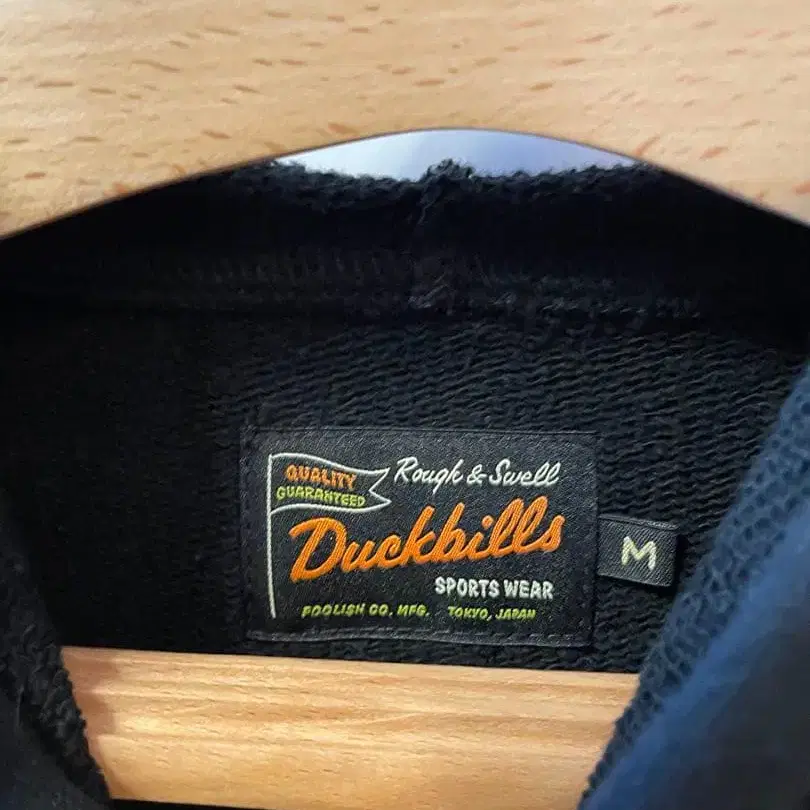 QUALITY
GUARANTEED
Rough & Swell
Duckbills
SPORTS WEAR
FOOLISH CO. MFG. TOKYO, JAPAN
M